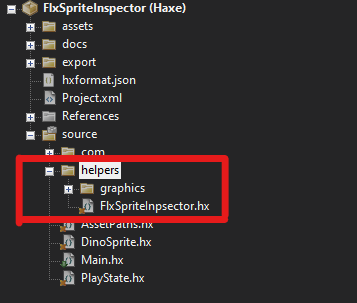 FlxSpriteInspector (Haxe)
assets
docs
export
hxformat.json
Project.xml
References
source
com
helpers
graphics
FlxSpriteInpsector.hx
AssetPaths.hx
DinoSprite.hx
Main.hx
PlayState.hx